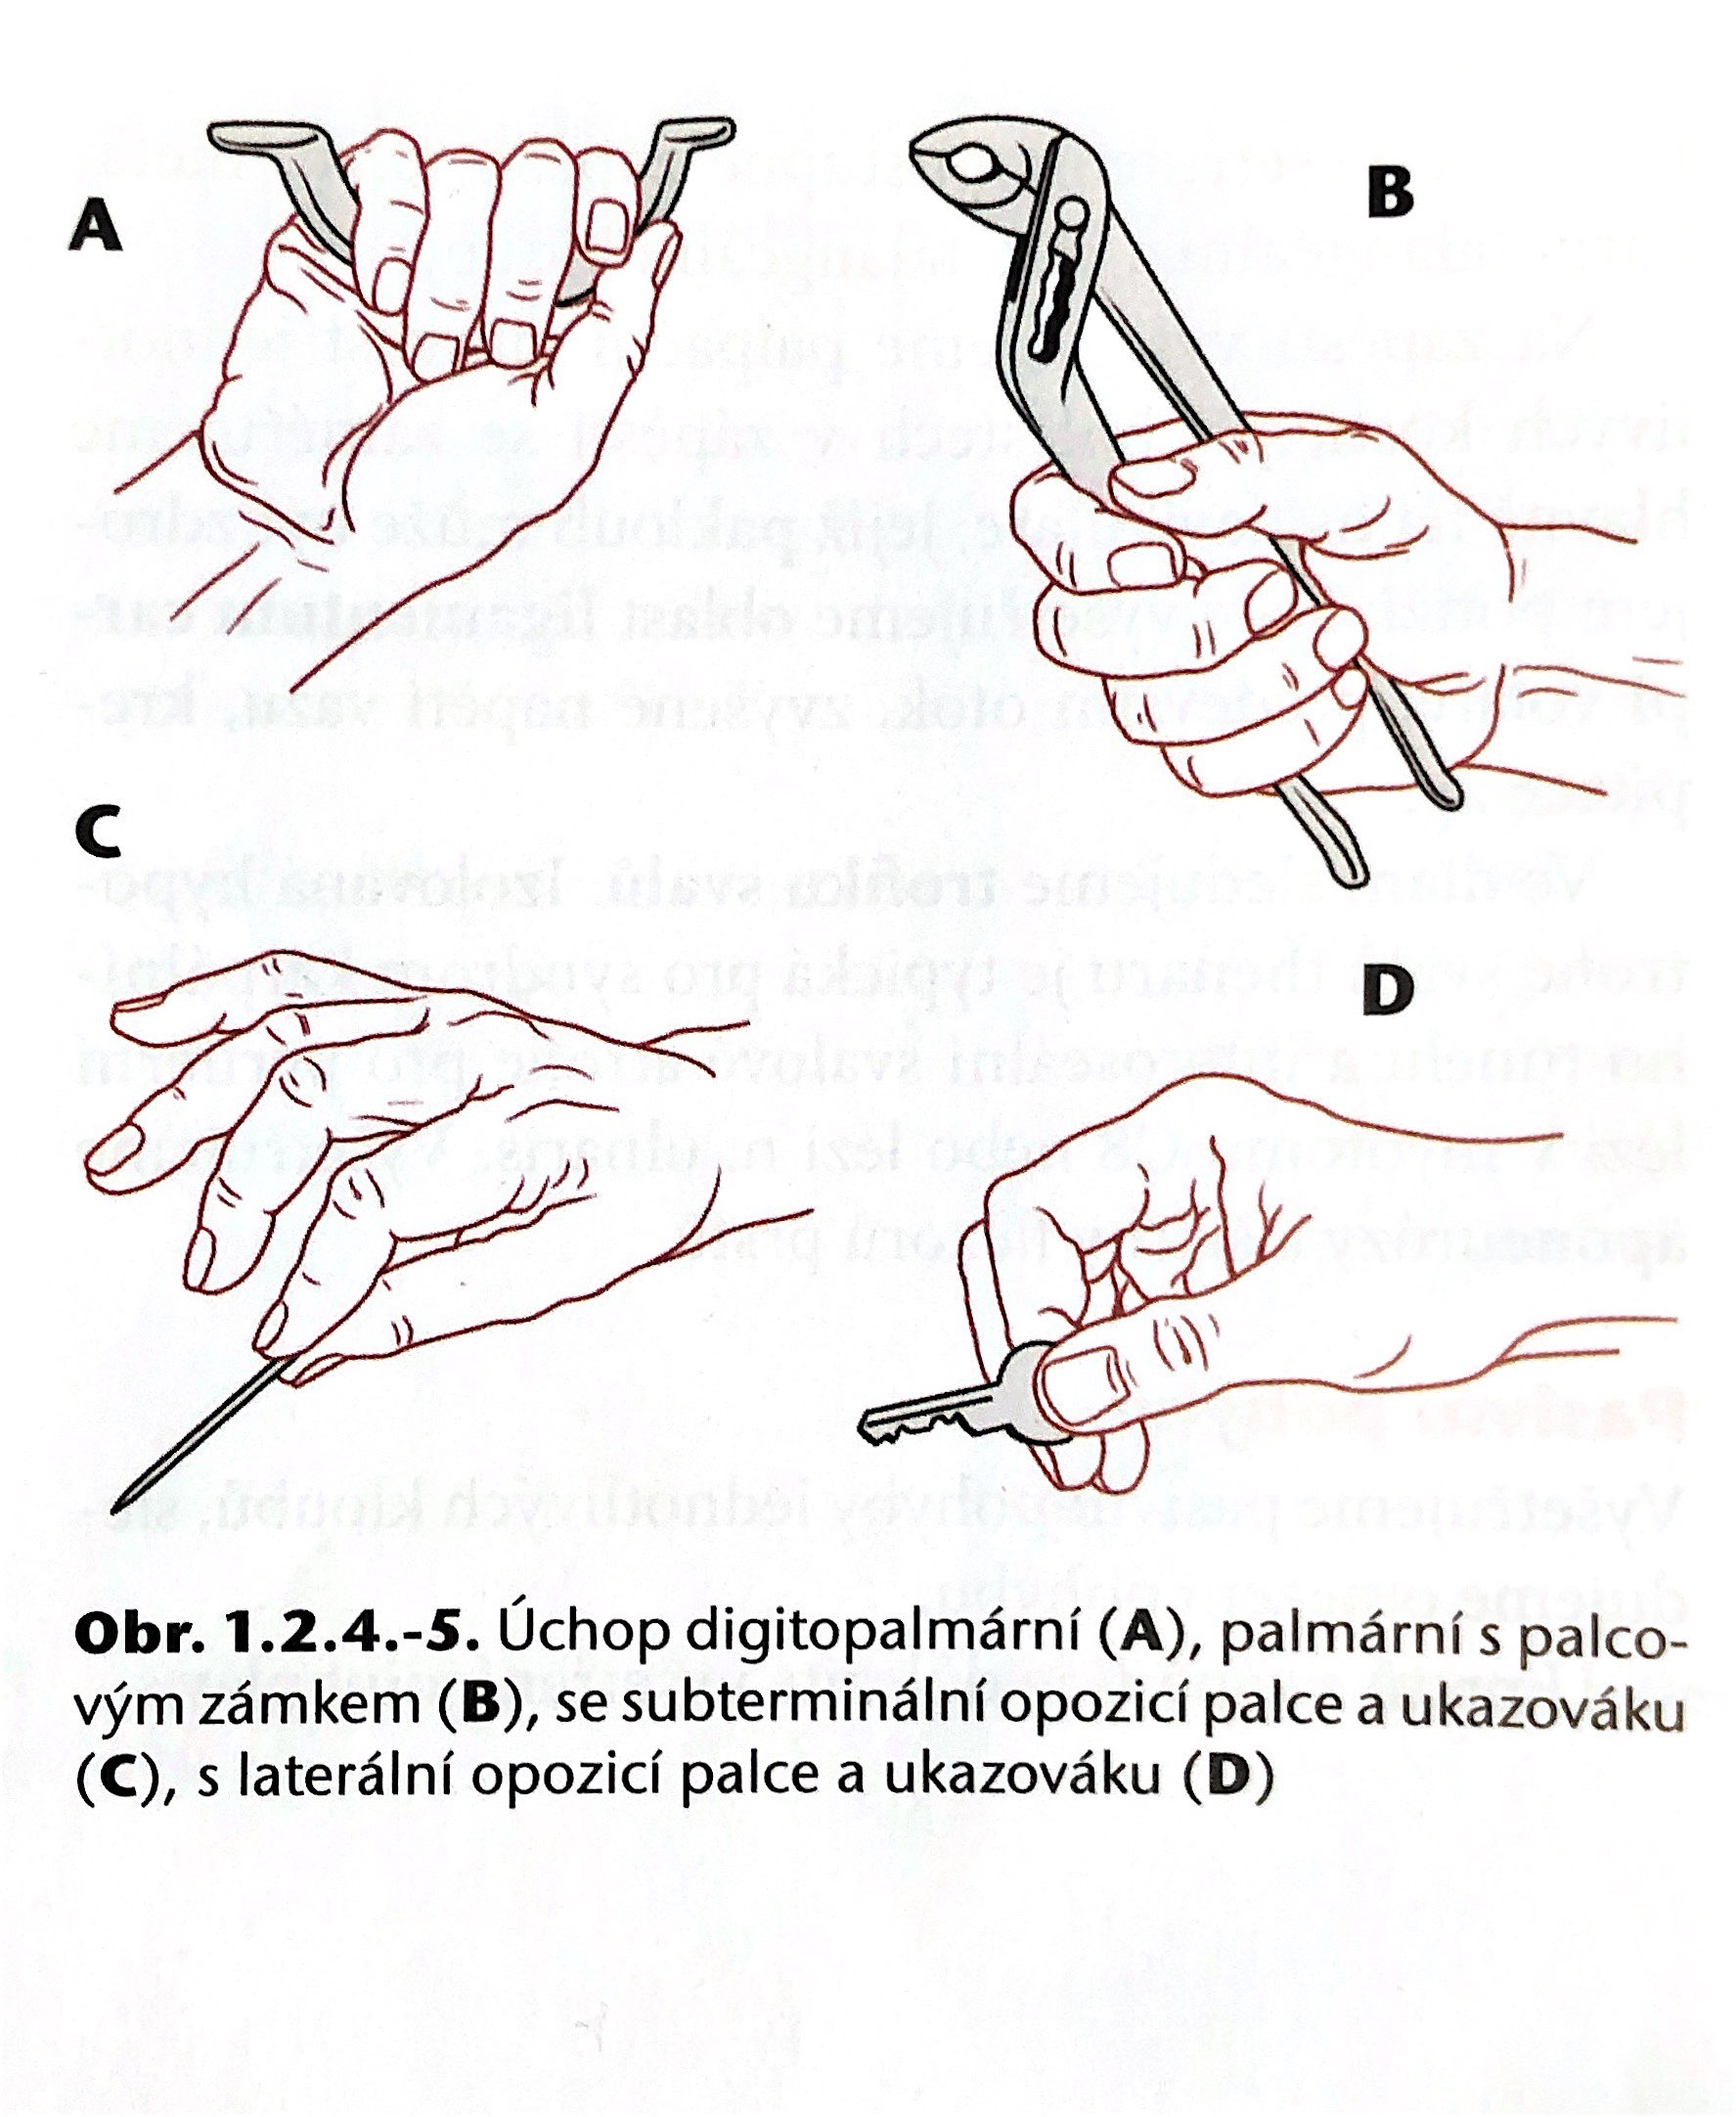 A
B
C
D
Obr. 1.2.4.-5. Úchop digitopalmární (A), palmární s palco-
vým zámkem (B), se subterminální opozicí palce a ukazováku
(C), s laterální opozicí palce a ukazováku (D)